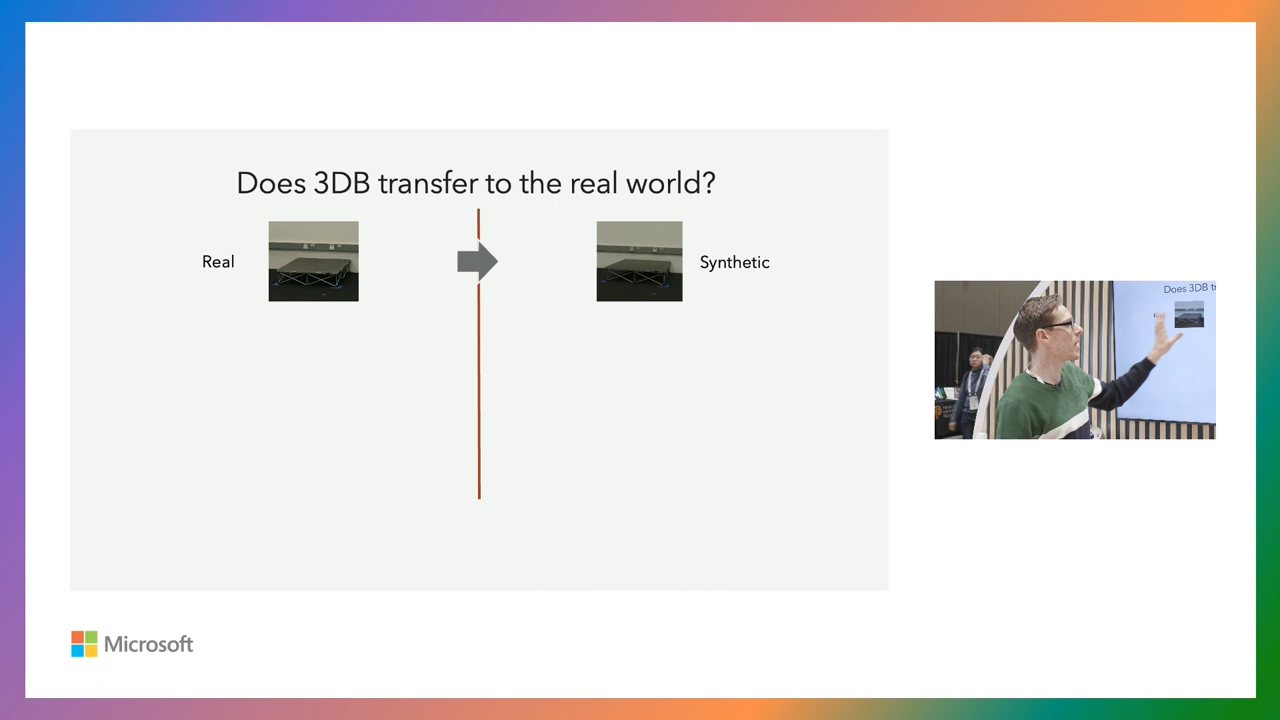 Does 3DB transfer to the real world?
Real
Synthetic
Does 3DB tr
Microsoft